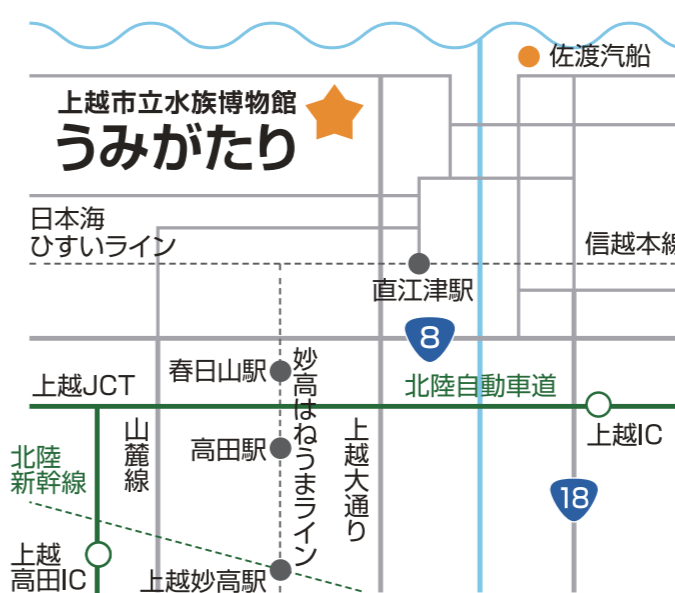 佐渡汽船
上越市立水族博物館
うみがたり
日本海
ひすいライン
信越本線
直江津駅
8
春日山駅
妙高はねうまライン
上越JCT
北陸自動車道
上越IC
山麓線
高田駅
上越大通り
北陸
新幹線
18
上越
高田IC
上越妙高駅